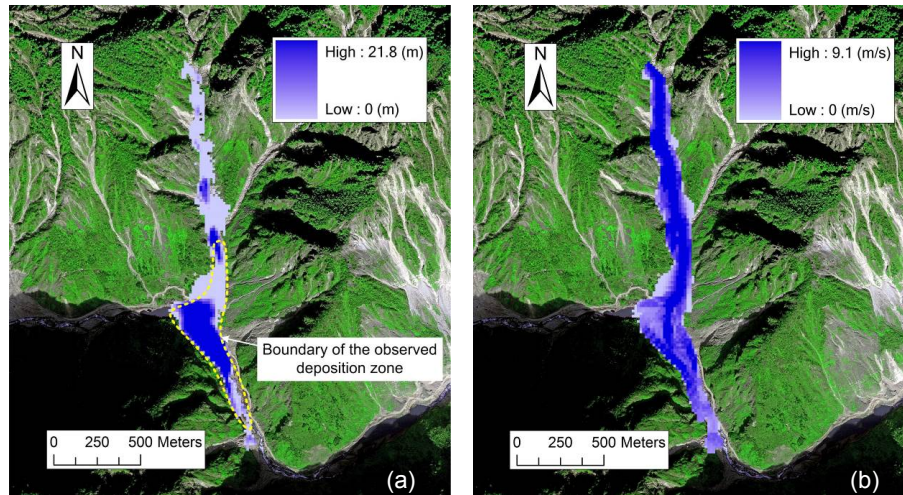 N
High : 21.8 (m)
Low : 0 (m)
Boundary of the observed
deposition zone
0 250 500 Meters
(a)
N
High : 9.1 (m/s)
Low : 0 (m/s)
0 250 500 Meters
(b)